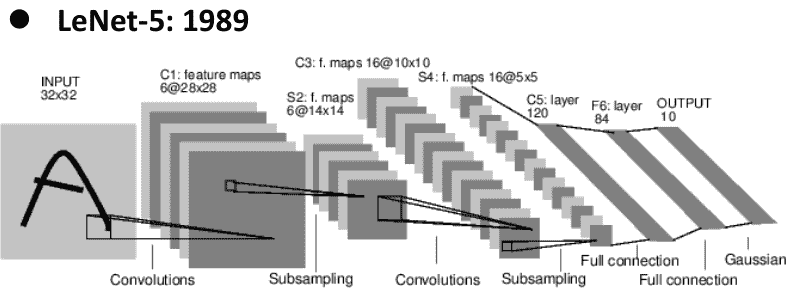 ● LeNet-5: 1989
INPUT
32x32
C1: feature maps
6@28x28
S2: f. maps
6@14x14
C3: f. maps 16@10x10
S4: f. maps 16@5x5
C5: layer
120
F6: layer
84
OUTPUT
10
Convolutions
Subsampling
Convolutions
Subsampling
Full connection
Full connection
Gaussian